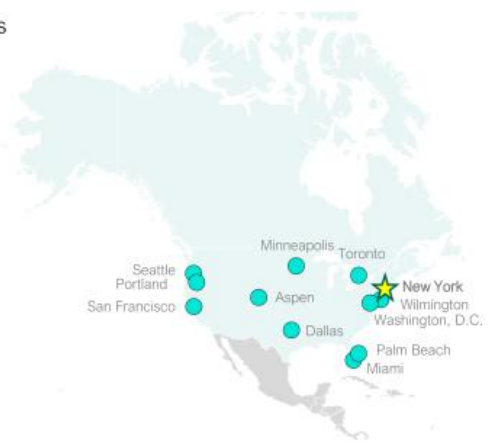 s
Minneapolis
Toronto
Seattle
Portland
San Francisco
Aspen
New York
Wilmington
Washington, D.C.
Dallas
Palm Beach
Miami